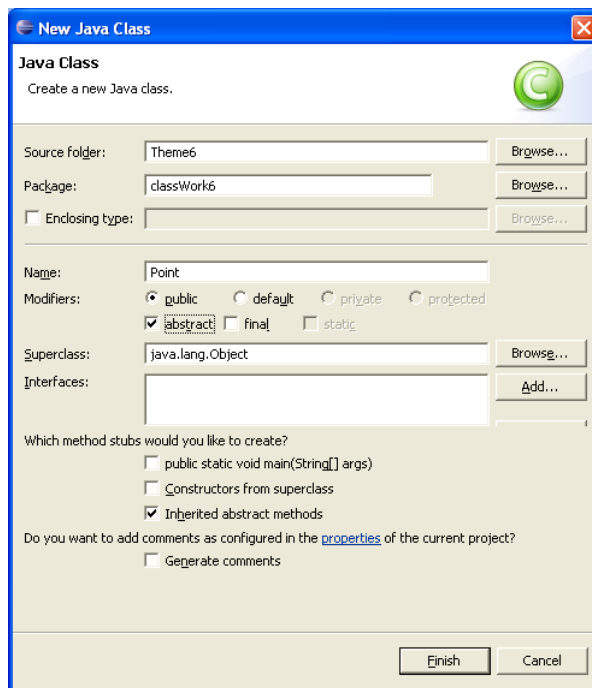 New Java Class
Java Class
Create a new Java class.
C
Source folder: Theme6 Browse...
Package: classWork6 Browse...
Enclosing type: Browse...
Name: Point
Modifiers: public default private protected
abstract final static
Superclass: java.lang.Object Browse...
Interfaces: Add...
Which method stubs would you like to create?
public static void main(String[] args)
Constructors from superclass
Inherited abstract methods
Do you want to add comments as configured in the properties of the current project?
Generate comments
Finish Cancel